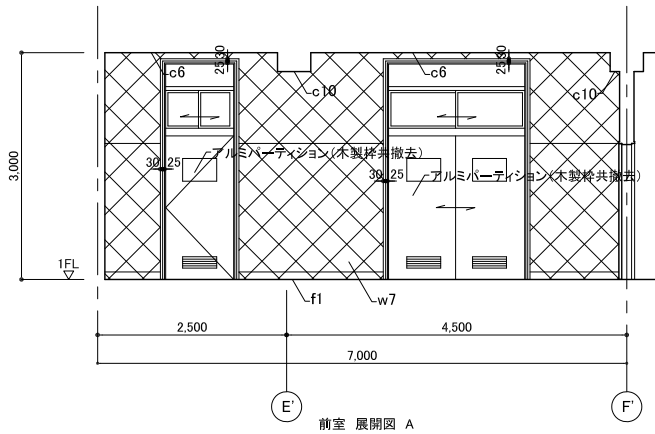 25 30
25 30
c6
c6
c10
c10
3,000
アルミパーティション(木製枠共撤去)
30 25
30 25
アルミパーティション(木製枠共撤去)
1FL
f1
w7
2,500
4,500
7,000
E'
F'
前室 展開図 A